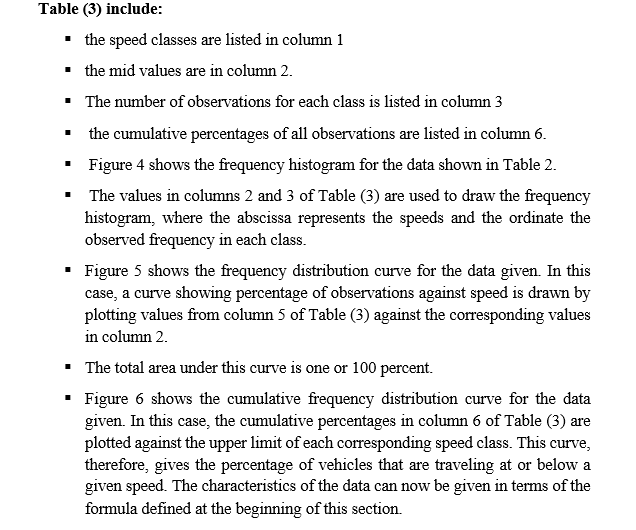 Table (3) include:
▪ the speed classes are listed in column 1
▪ the mid values are in column 2.
▪ The number of observations for each class is listed in column 3
▪ the cumulative percentages of all observations are listed in column 6.
▪ Figure 4 shows the frequency histogram for the data shown in Table 2.
▪ The values in columns 2 and 3 of Table (3) are used to draw the frequency
histogram, where the abscissa represents the speeds and the ordinate the
observed frequency in each class.
▪ Figure 5 shows the frequency distribution curve for the data given. In this
case, a curve showing percentage of observations against speed is drawn by
plotting values from column 5 of Table (3) against the corresponding values
in column 2.
▪ The total area under this curve is one or 100 percent.
▪ Figure 6 shows the cumulative frequency distribution curve for the data
given. In this case, the cumulative percentages in column 6 of Table (3) are
plotted against the upper limit of each corresponding speed class. This curve,
therefore, gives the percentage of vehicles that are traveling at or below a
given speed. The characteristics of the data can now be given in terms of the
formula defined at the beginning of this section.